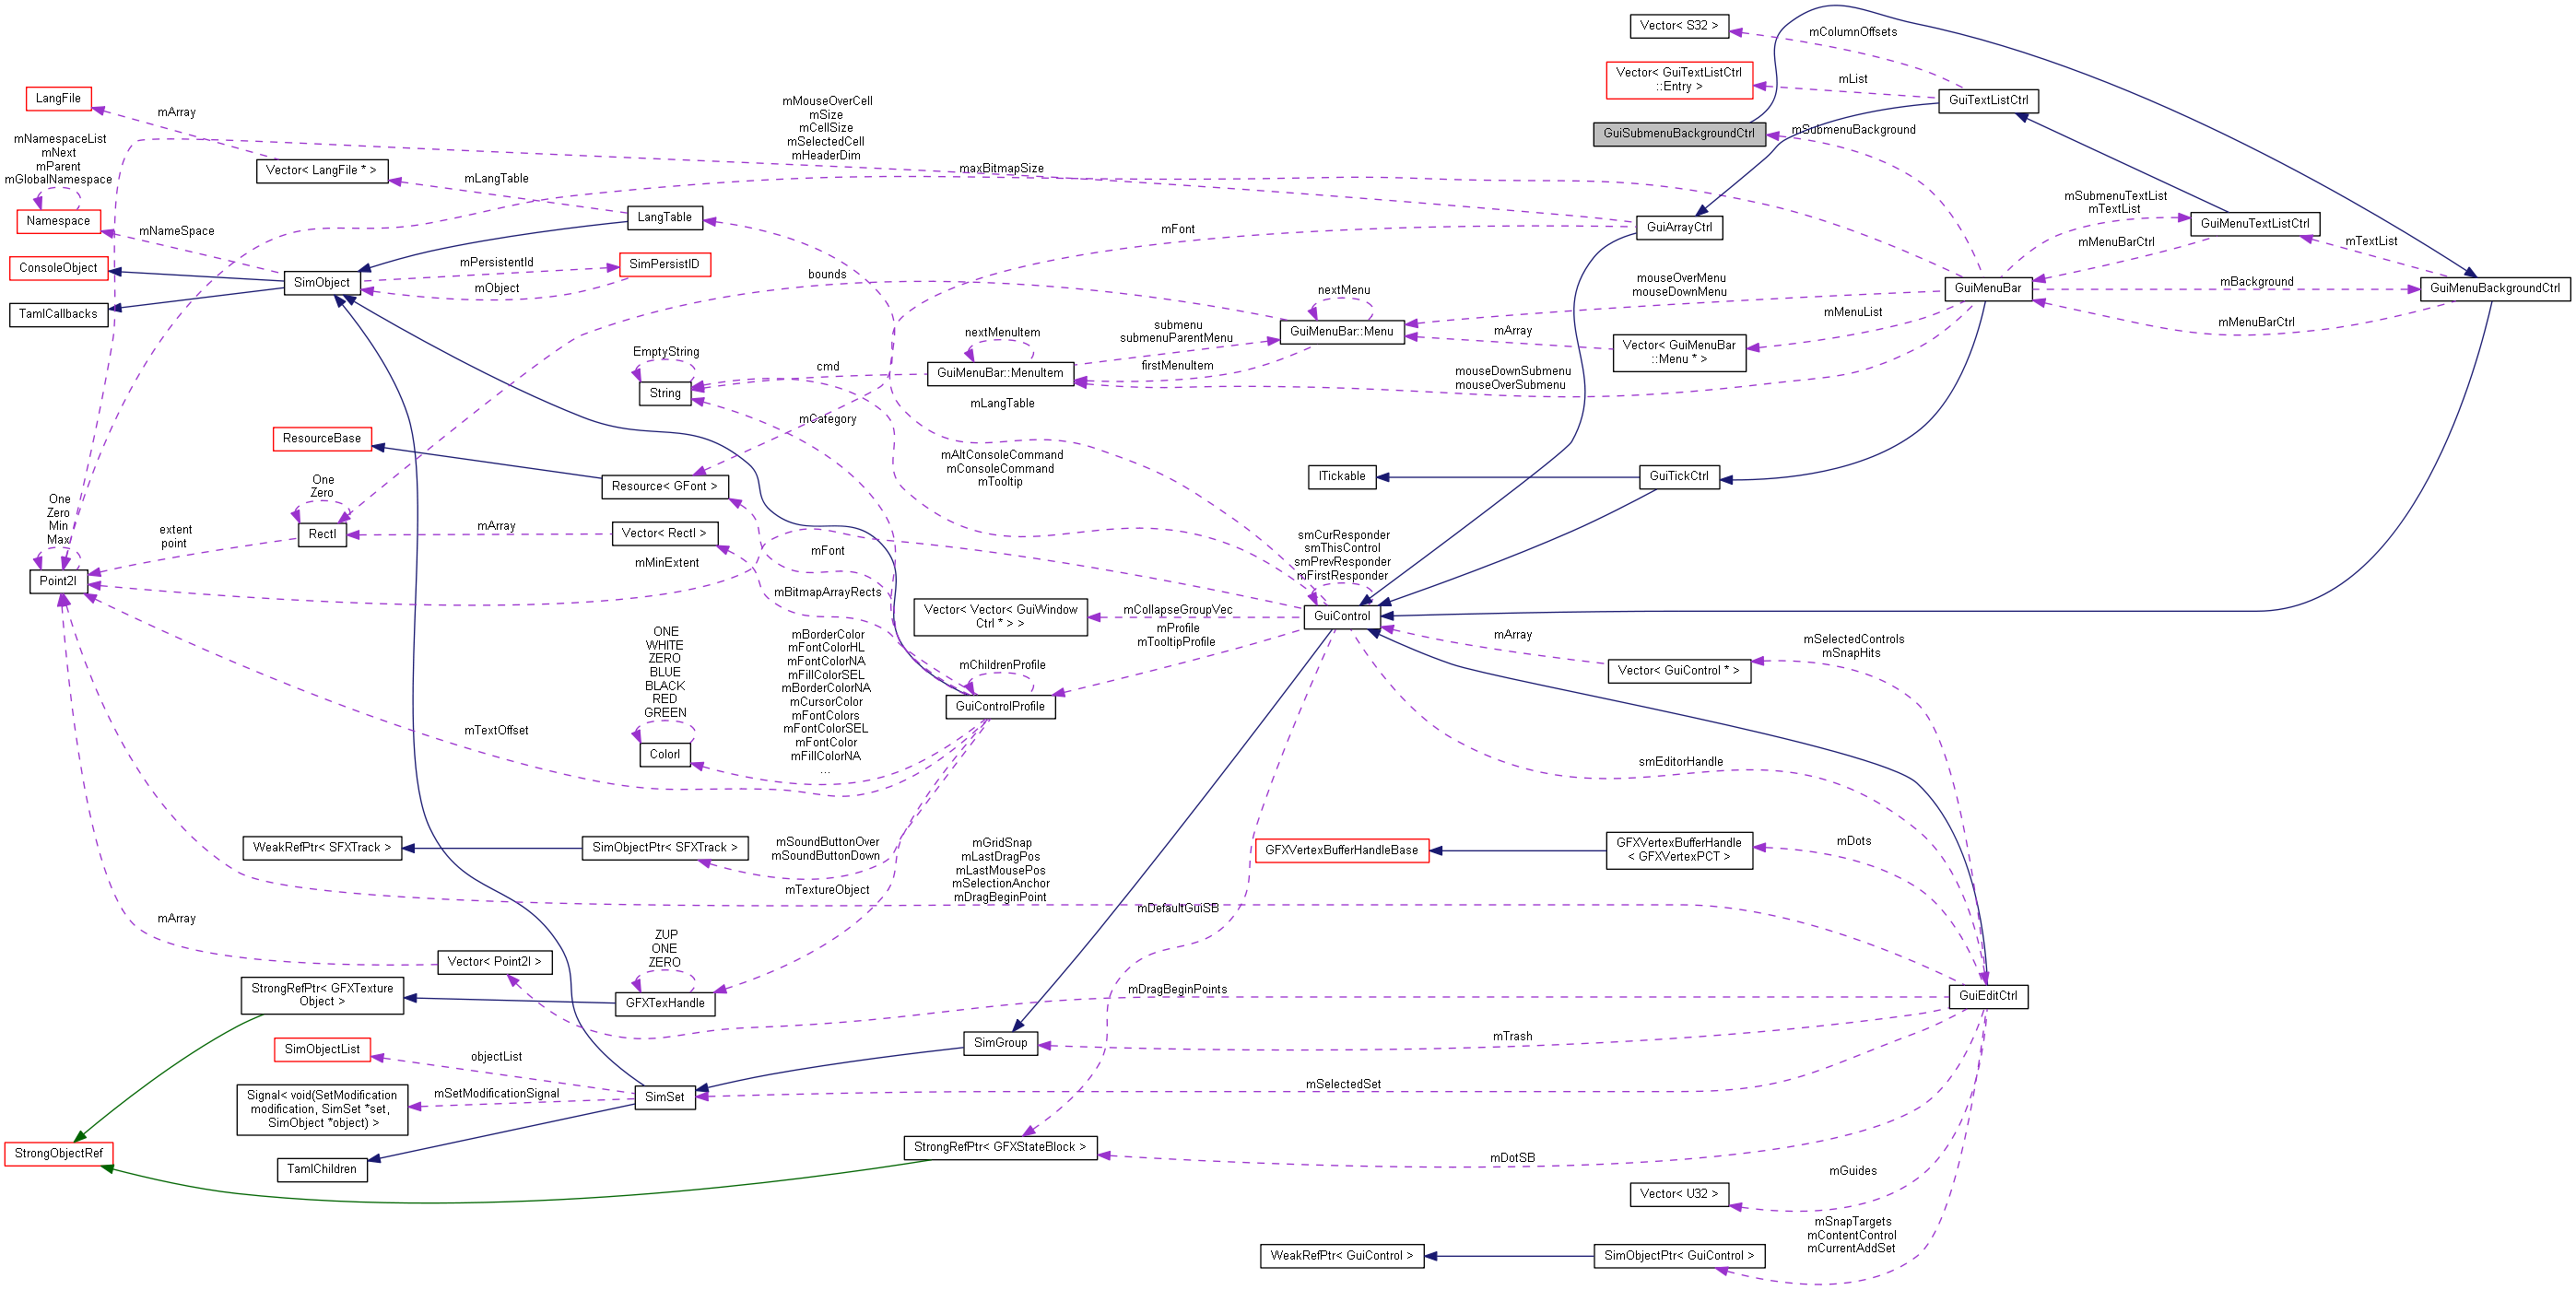 Vector< S32 >
mColumnOffsets
Vector< GuiTextListCtrl
::Entry >
mList
GuiTextListCtrl
LangFile
mArray
mMouseOverCell
mSize
mCellSize
mSelectedCell
mHeaderDim
GuiSubmenuBackgroundCtrl
mSubmenuBackground
mNamespaceList
mNext
mParent
mGlobalNamespace
Vector< LangFile * >
mLangTable
maxBitmapSize
Namespace
mNameSpace
LangTable
mFont
GuiArrayCtrl
mSubmenuTextList
mTextList
GuiMenuTextListCtrl
mMenuBarCtrl
mTextList
ConsoleObject
SimObject
mPersistentId
SimPersistID
mObject
bounds
nextMenu
mouseOverMenu
mouseDownMenu
GuiMenuBar
mBackground
GuiMenuBackgroundCtrl
mMenuBarCtrl
TamlCallbacks
GuiMenuBar::Menu
mArray
mMenuList
Vector< GuiMenuBar
::Menu * >
nextMenuItem
submenu
submenuParentMenu
firstMenuItem
EmptyString
cmd
GuiMenuBar::MenuItem
String
mouseDownSubmenu
mouseOverSubmenu
mLangTable
mCategory
ResourceBase
Resource< GFont >
mAltConsoleCommand
mConsoleCommand
mTooltip
ITickable
GuiTickCtrl
One
Zero
Min
Max
One
Zero
RectI
extent
point
mArray
Vector< RectI >
mFont
mMinExtent
Point2I
mBitmapArrayRects
smCurResponder
smThisControl
smPrevResponder
mFirstResponder
GuiControl
Vector< Vector< GuiWindow
Ctrl * > >
mCollapseGroupVec
mProfile
mTooltipProfile
mArray
Vector< GuiControl * >
mSelectedControls
mSnapHits
ONE
WHITE
ZERO
BLUE
BLACK
RED
GREEN
ColorI
mBorderColor
mFontColorHL
mFontColorNA
mFillColorSEL
mBorderColorNA
mCursorColor
mFontColors
mFontColorSEL
mFontColor
mFillColorNA
...
mChildrenProfile
GuiControlProfile
mTextOffset
smEditorHandle
WeakRefPtr< SFXTrack >
SimObjectPtr< SFXTrack >
mSoundButtonOver
mSoundButtonDown
mTextureObject
mGridSnap
mLastDragPos
mLastMousePos
mSelectionAnchor
mDragBeginPoint
GFXVertexBufferHandleBase
GFXVertexBufferHandle
< GFXVertexPCT >
mDots
mDefaultGuiSB
mArray
Vector< Point2I >
ZUP
ONE
ZERO
GFXTexHandle
StrongRefPtr< GFXTexture
Object >
mDragBeginPoints
GuiEditCtrl
SimGroup
mTrash
SimObjectList
objectList
mSelectedSet
Signal< void(SetModification
modification, SimSet *set,
SimObject *object) >
mSetModificationSignal
SimSet
StrongObjectRef
TamlChildren
StrongRefPtr< GFXStateBlock >
mDotSB
mGuides
Vector< U32 >
mSnapTargets
mContentControl
mCurrentAddSet
WeakRefPtr< GuiControl >
SimObjectPtr< GuiControl >